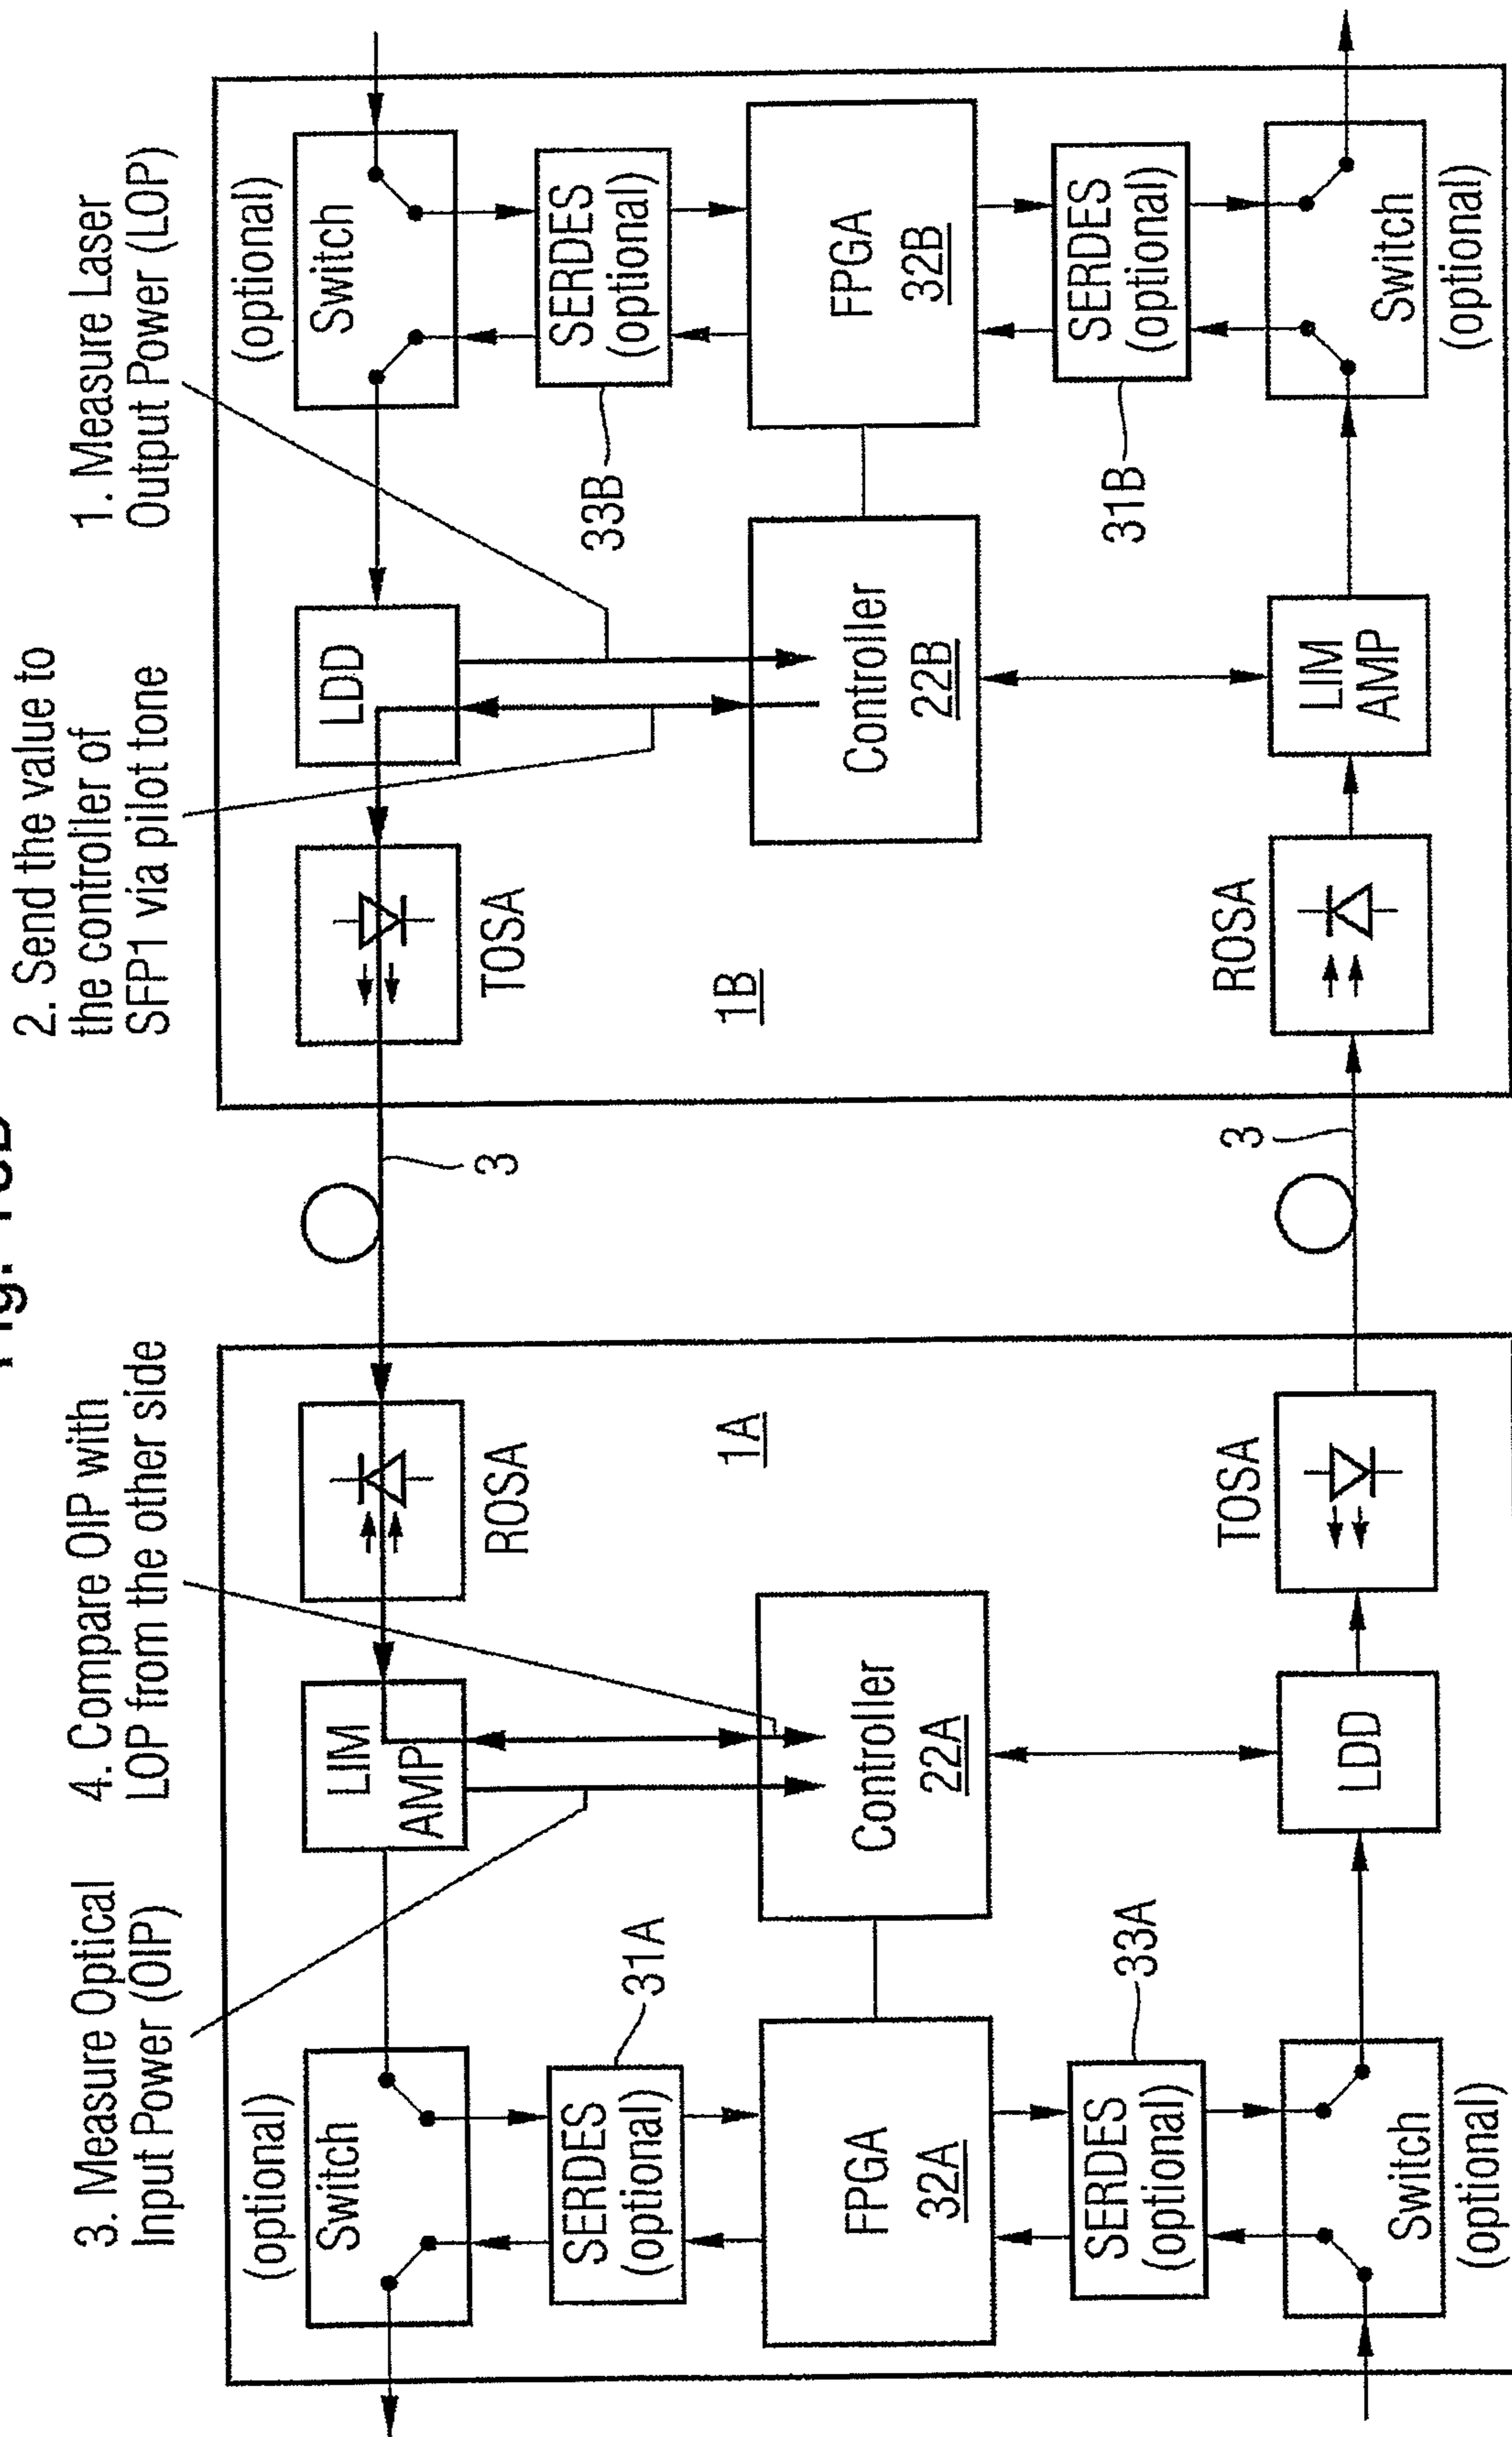 3. Measure Optical
Input Power (OIP)
4. Compare OIP with
LOP from the other side
2. Send the value to
the controller of
SFP1 via pilot tone
1. Measure Laser
Output Power (LOP)
(optional)
Switch
LIM
AMP
ROSA
3
TOSA
LDD
(optional)
Switch
31A
SERDES
(optional)
1A
1B
33B
SERDES
(optional)
FPGA
32A
Controller
22A
Controller
22B
FPGA
32B
33A
SERDES
(optional)
31B
SERDES
(optional)
Switch
(optional)
LDD
TOSA
3
ROSA
LIM
AMP
Switch
(optional)